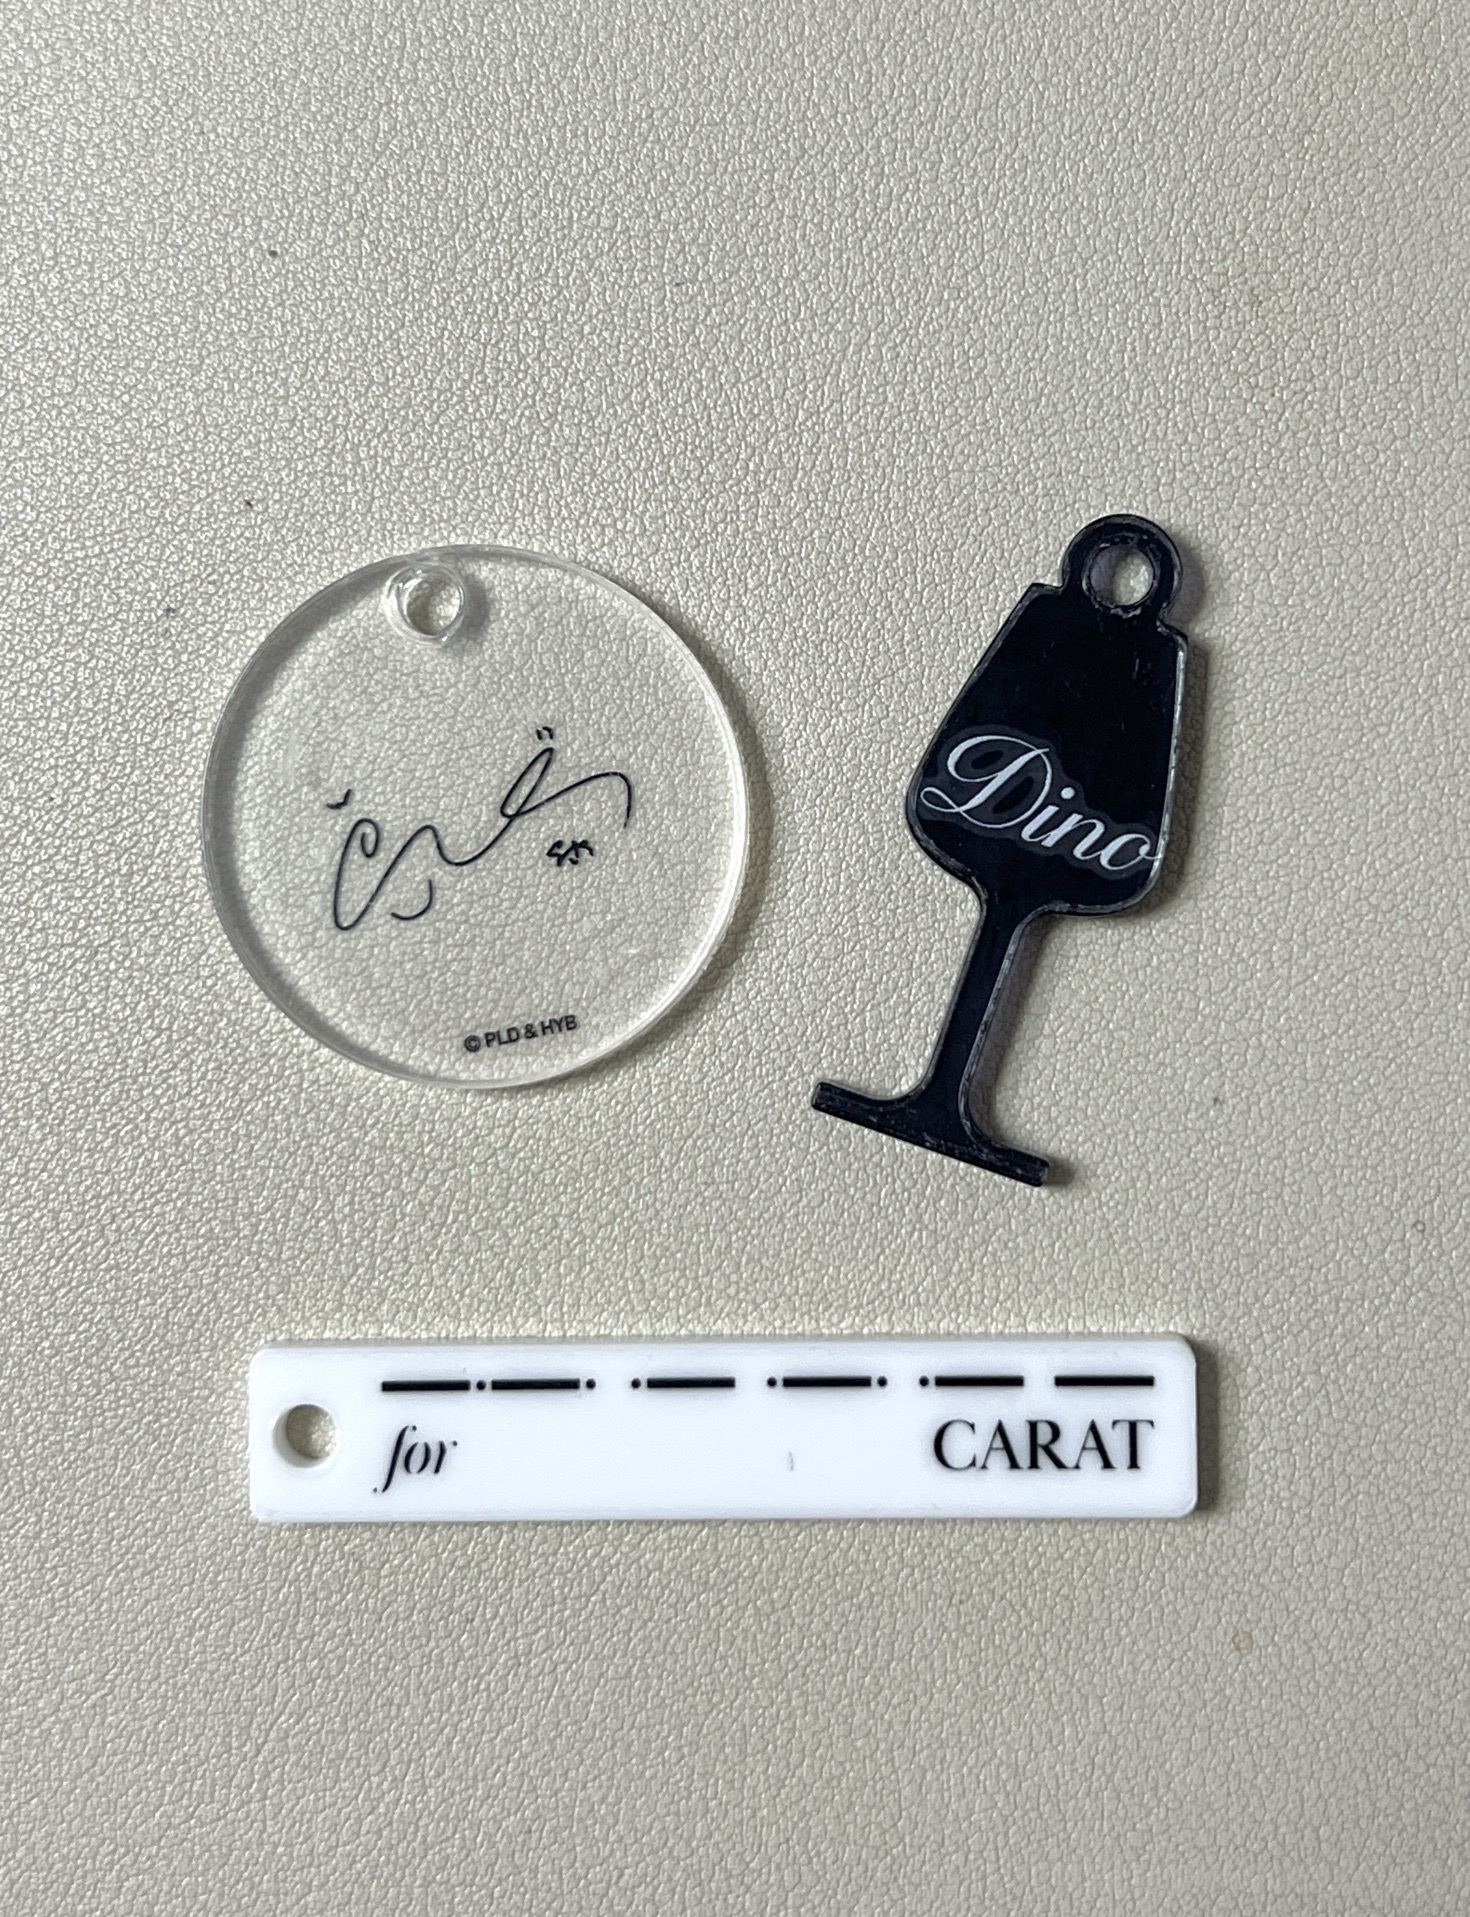 © PLD & HYB
Dino
for CARAT